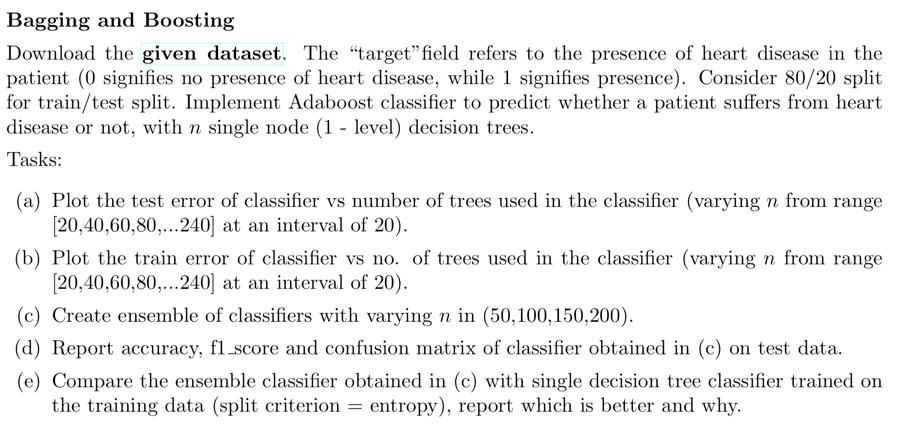 Bagging and Boosting
Download the given dataset. The “target”field refers to the presence of heart disease in the
patient (0 signifies no presence of heart disease, while 1 signifies presence). Consider 80/20 split
for train/test split. Implement Adaboost classifier to predict whether a patient suffers from heart
disease or not, with n single node (1 - level) decision trees.
Tasks:
(a) Plot the test error of classifier vs number of trees used in the classifier (varying n from range
[20,40,60,80,...240] at an interval of 20).
(b) Plot the train error of classifier vs no. of trees used in the classifier (varying n from range
[20,40,60,80,...240] at an interval of 20).
(c) Create ensemble of classifiers with varying n in (50,100,150,200).
(d) Report accuracy, f1_score and confusion matrix of classifier obtained in (c) on test data.
(e) Compare the ensemble classifier obtained in (c) with single decision tree classifier trained on
the training data (split criterion = entropy), report which is better and why.